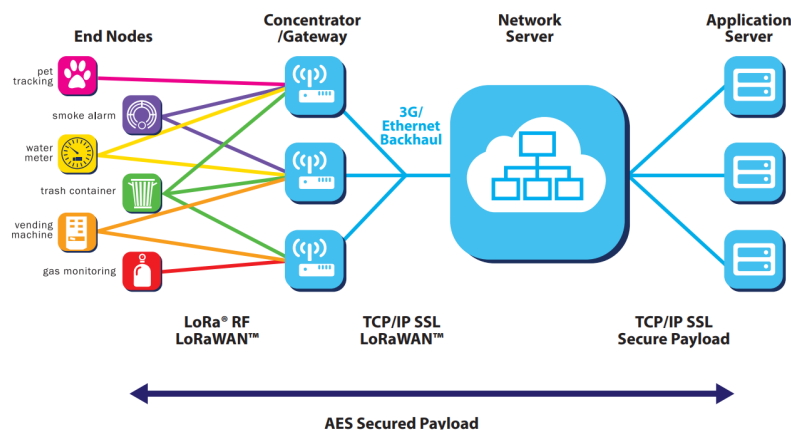 End Nodes
Concentrator
/Gateway
Network
Server
Application
Server
pet
tracking
smoke alarm
water
meter
trash container
vending
machine
gas monitoring
3G/
Ethernet
Backhaul
LoRa® RF
LoRaWAN™
TCP/IP SSL
LoRaWAN™
TCP/IP SSL
Secure Payload
AES Secured Payload